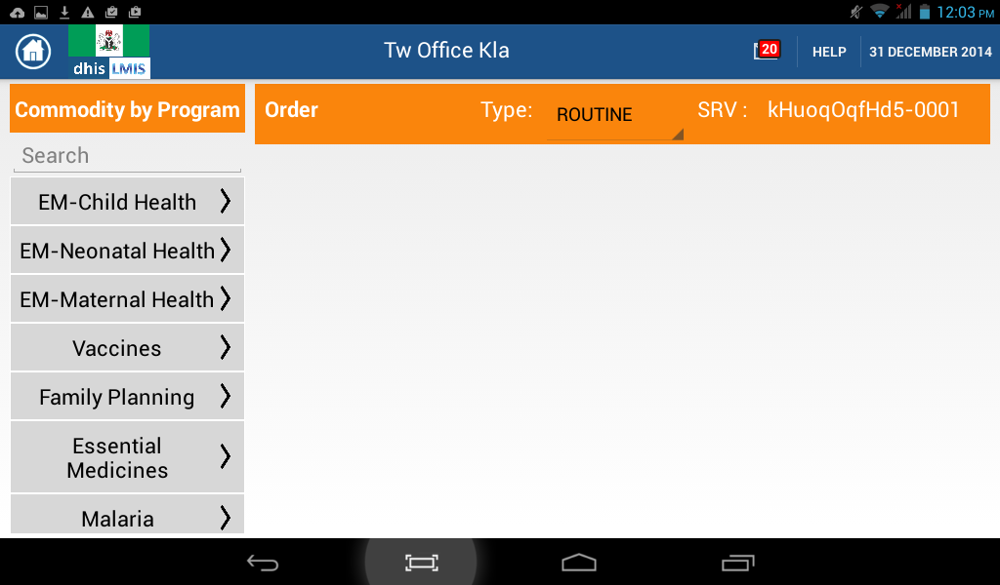 12:03 PM
dhis LMIS
Tw Office Kla
20
HELP
31 DECEMBER 2014
Commodity by Program
Order
Type:
ROUTINE
SRV :
kHuoqOqfHd5-0001
Search
EM-Child Health
EM-Neonatal Health
EM-Maternal Health
Vaccines
Family Planning
Essential
Medicines
Malaria